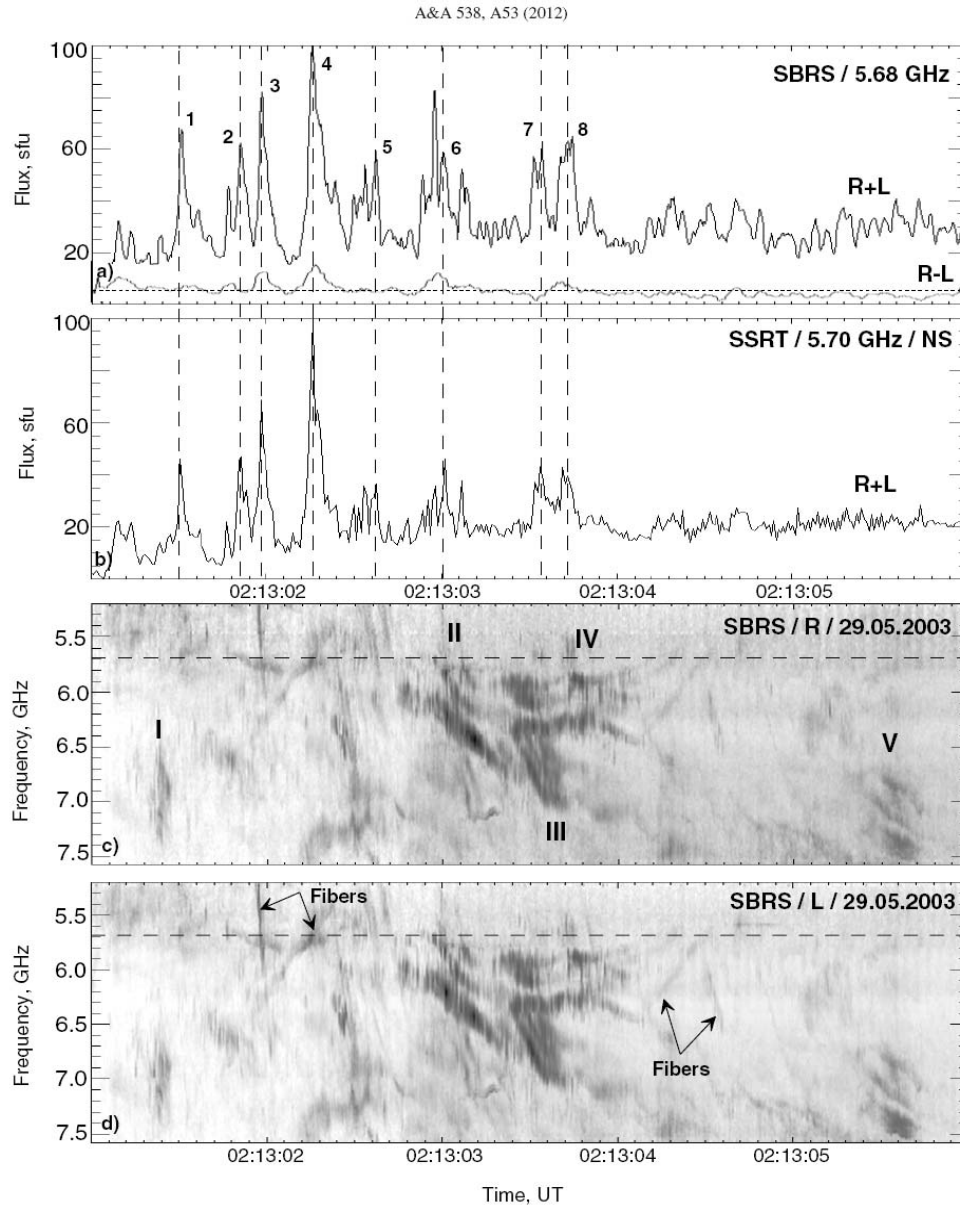 A&A 538, A53 (2012)
100
60
20
Flux, sfu
SBRS / 5.68 GHz
1
2
3
4
5
6
7
8
R+L
R-L
a)
100
60
20
Flux, sfu
SSRT / 5.70 GHz / NS
R+L
b)
02:13:02
02:13:03
02:13:04
02:13:05
5.5
6.0
6.5
7.0
7.5
Frequency, GHz
SBRS / R / 29.05.2003
I
II
III
IV
V
c)
5.5
6.0
6.5
7.0
7.5
Frequency, GHz
SBRS / L / 29.05.2003
Fibers
Fibers
d)
02:13:02
02:13:03
02:13:04
02:13:05
Time, UT